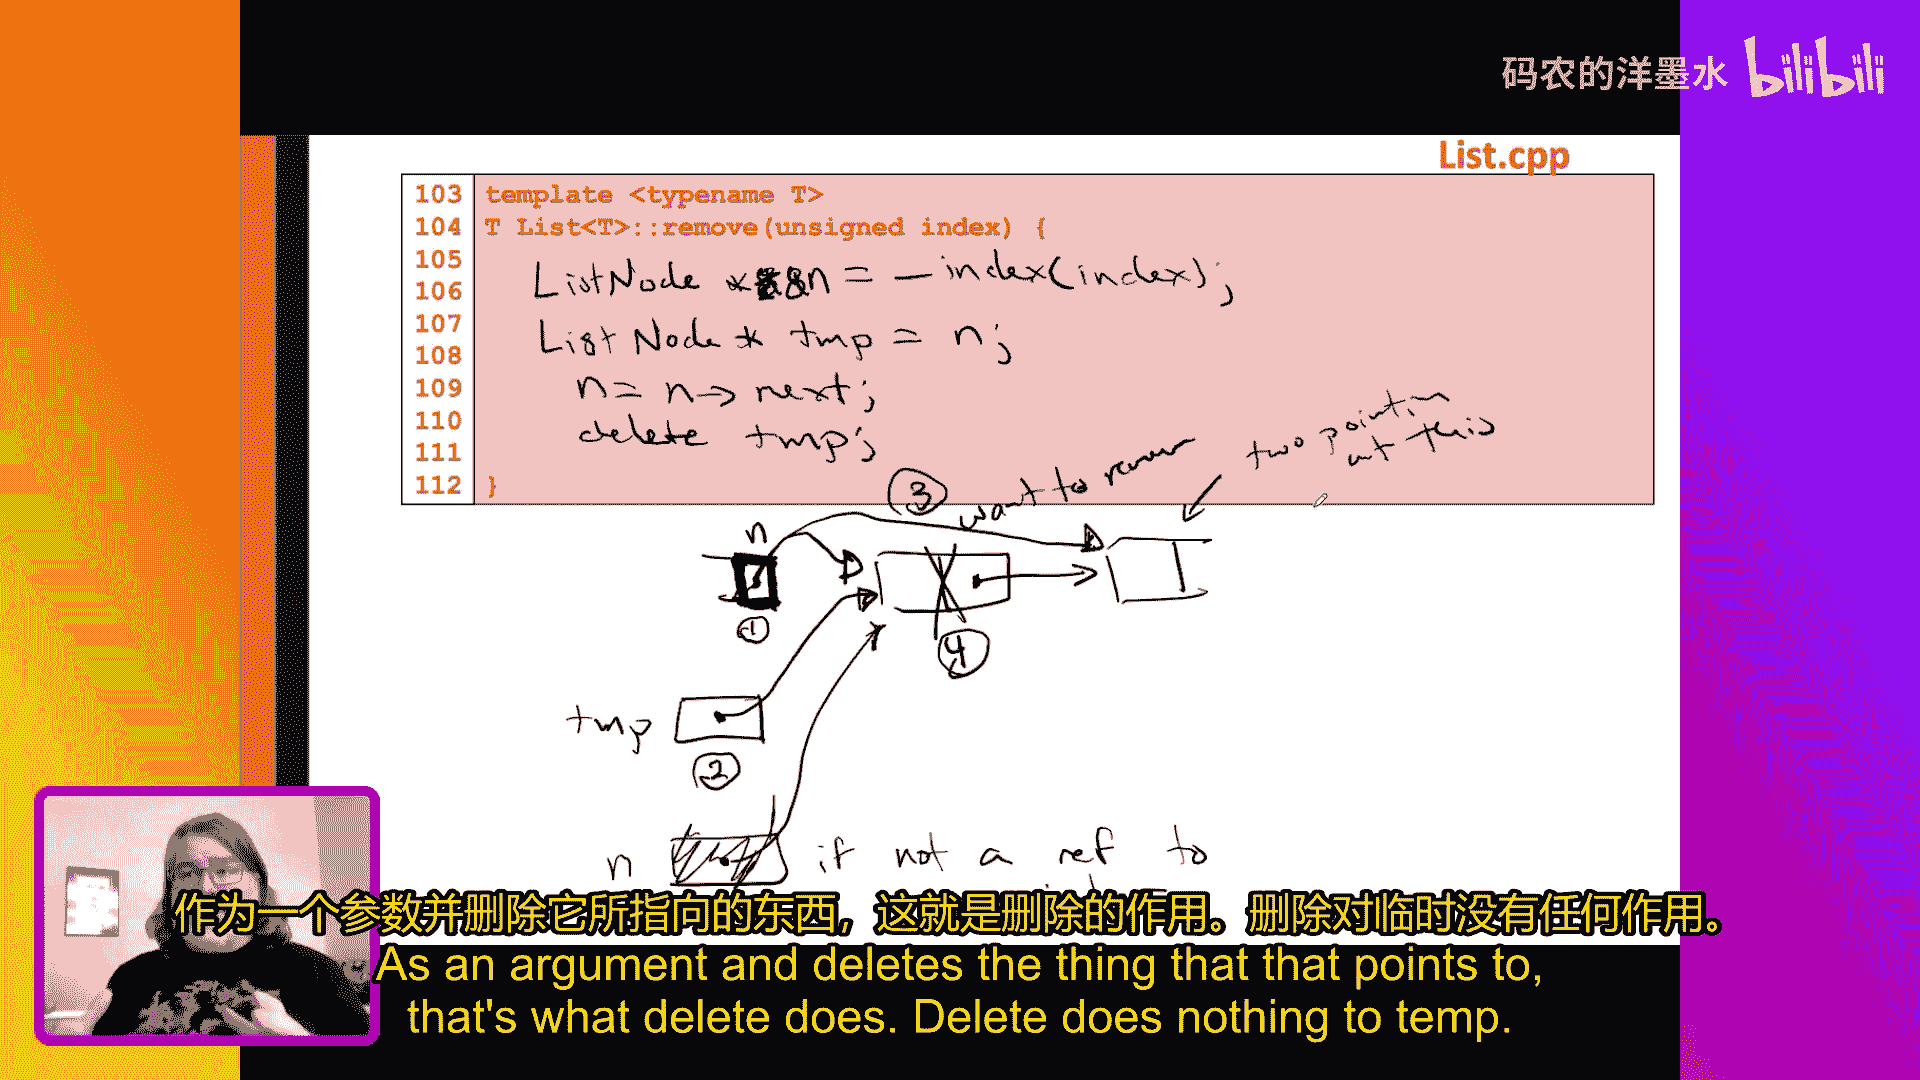 码农的洋墨水 bilibili
List.cpp
103 template <typename T>
104 T List<T>::remove(unsigned index) {
105
106
107
108
109
110
111
112 }
ListNode *&n = _index(index);
ListNode * tmp = n;
n = n -> next;
delete tmp;
two pointin
at this
want to
n
3
1
4
tmp
2
n if not a ref to
作为一个参数并删除它所指向的东西，这就是删除的作用。删除对临时没有任何作用。
As an argument and deletes the thing that that points to,
that's what delete does. Delete does nothing to temp.